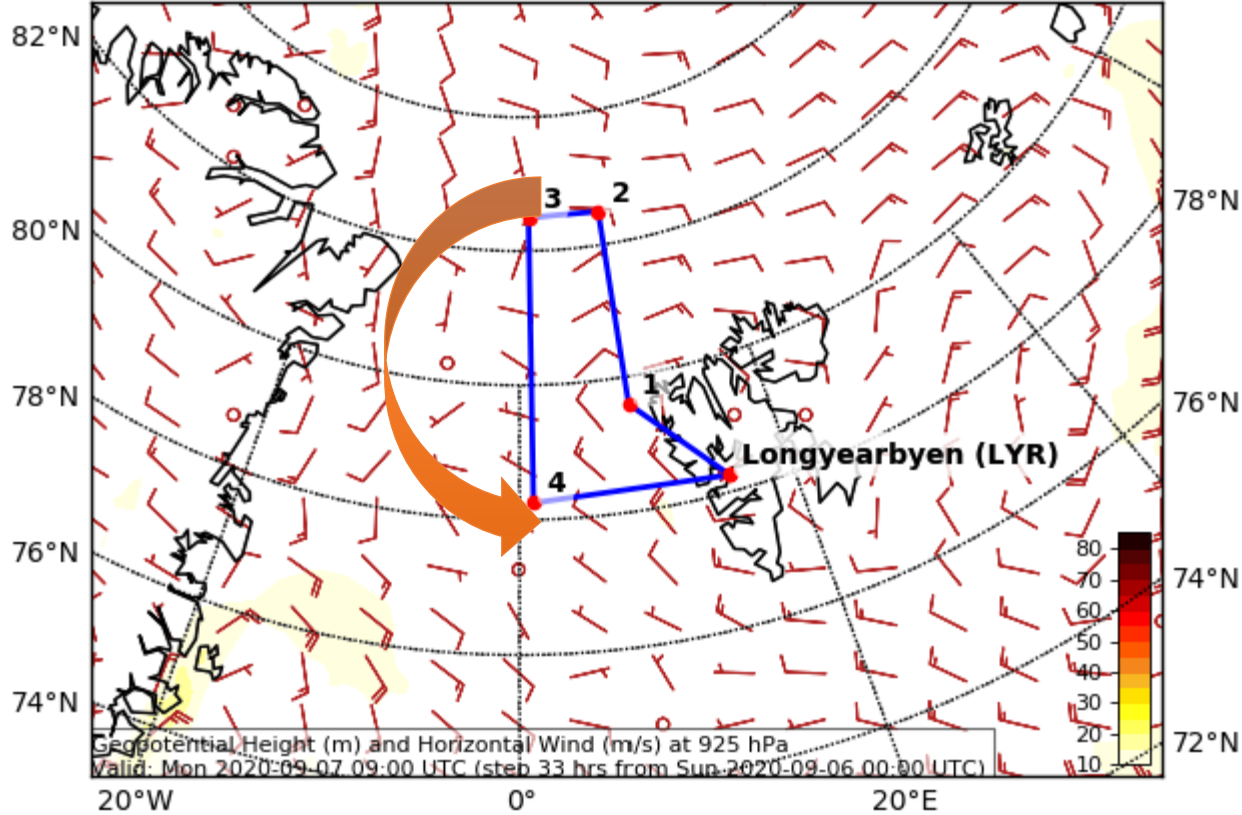 82°N
80°N
78°N
76°N
74°N
78°N
76°N
74°N
72°N
3
2
1
Longyearbyen (LYR)
4
80
70
60
50
40
30
20
10
Geopotential Height (m) and Horizontal Wind (m/s) at 925 hPa
Valid: Mon 2020-09-07 09:00 UTC (step 33 hrs from Sun 2020-09-06 00:00 UTC)
20°W
0°
20°E